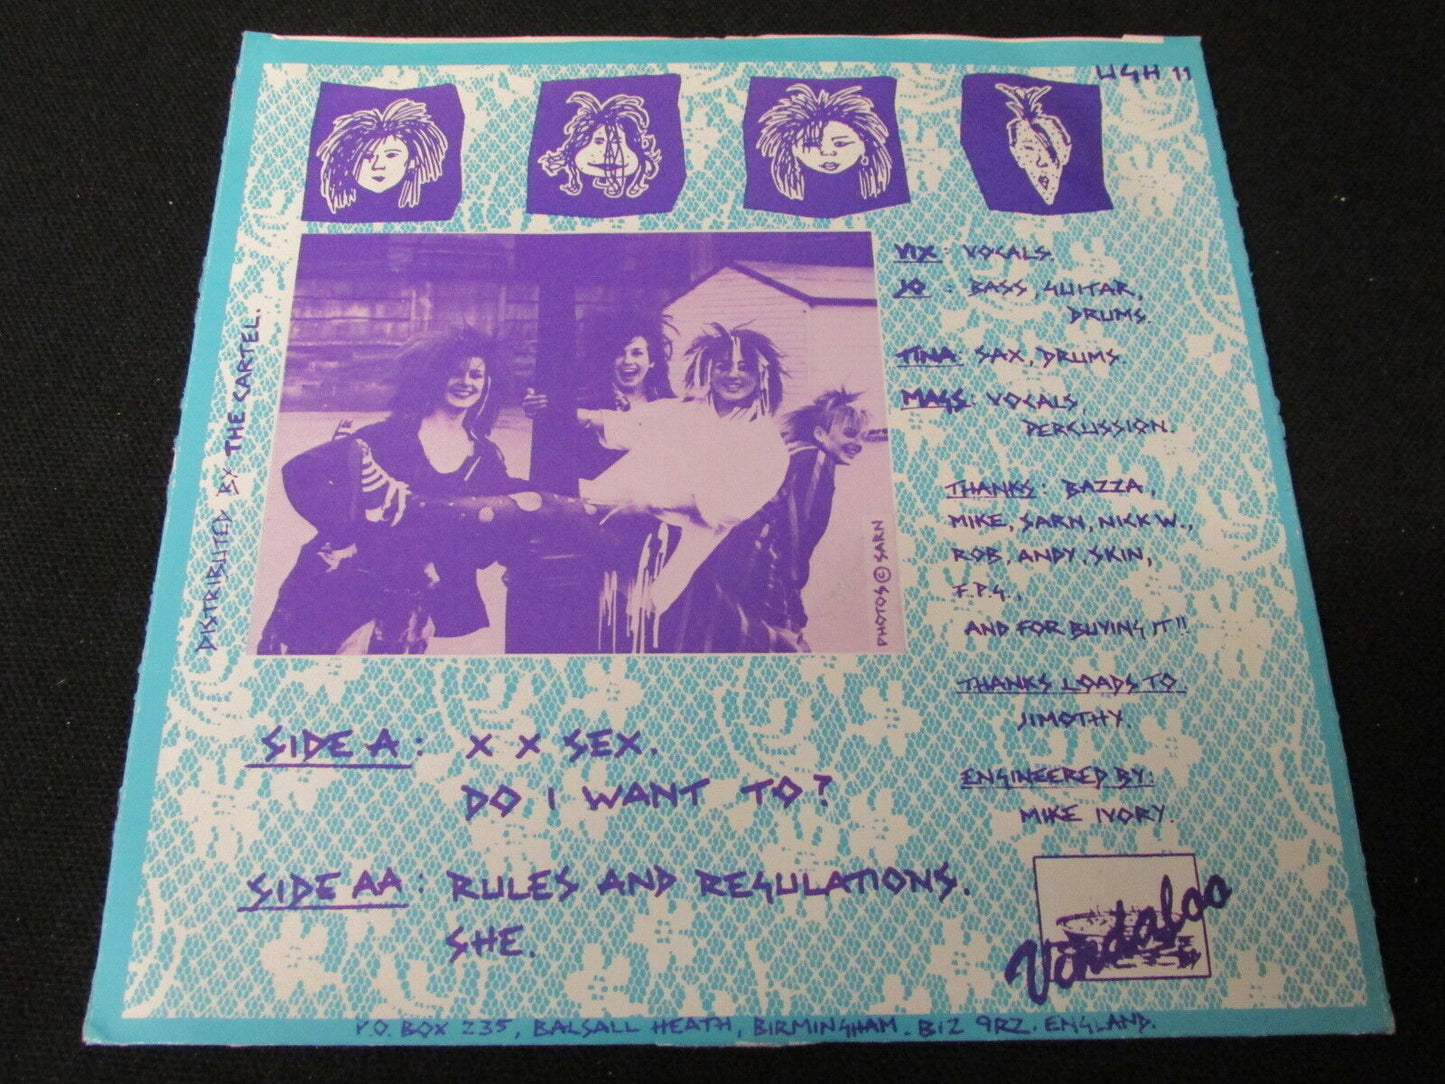 UGH 11
VIX : VOCALS.
JO : BASS, GUITAR,
DRUMS.
TINA: SAX, DRUMS.
MAGS: VOCALS,
PERCUSSION.
THANKS: BAZZA,
MIKE, SARN, NICK W.,
ROB, ANDY, SKIN,
F.P.G.,
AND FOR BUYING IT!!
THANKS LOADS TO
JIMOTHY.
ENGINEERED BY:
MIKE IVORY.
DISTRIBUTED BY THE CARTEL.
PHOTOS © SARN
SIDE A : X X SEX.
DO I WANT TO?
SIDE AA : RULES AND REGULATIONS.
SHE.
Vindaloo
P.O. BOX 235, BALSALL HEATH, BIRMINGHAM. B12 9RZ. ENGLAND.